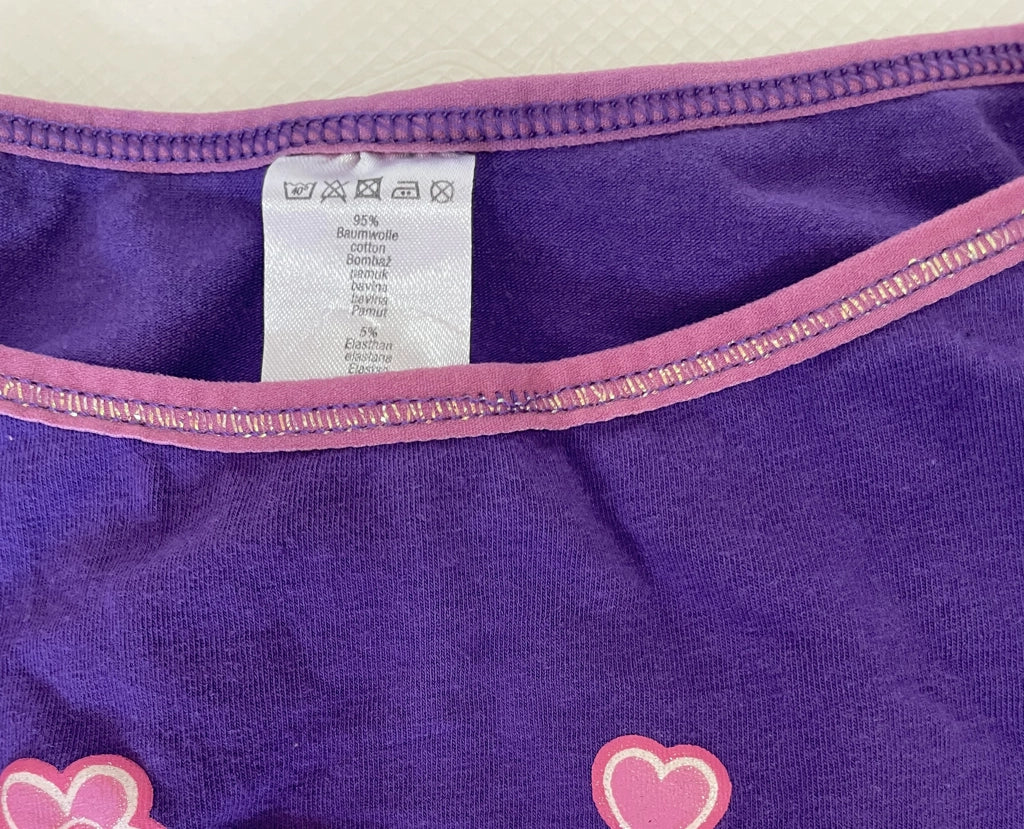 40°
95%
Baumwolle
cotton
Bombaž
pamuk
bavlna
bavlna
Pamut
5%
Elasthan
elastane